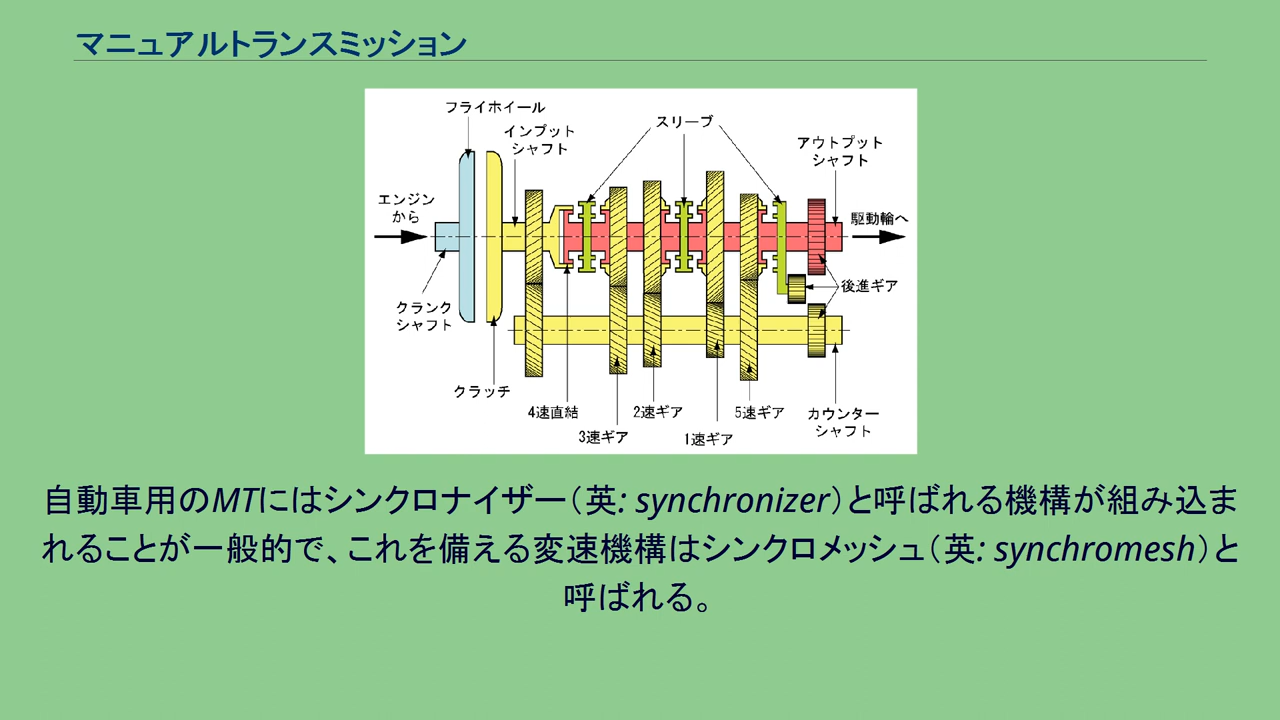 マニュアルトランスミッション
フライホイール
インプット
シャフト
スリーブ
アウトプット
シャフト
エンジン
から
駆動輪へ
クランク
シャフト
後進ギア
クラッチ
4速直結
3速ギア
2速ギア
1速ギア
5速ギア
カウンター
シャフト
自動車用のMTにはシンクロナイザー（英: synchronizer）と呼ばれる機構が組み込ま
れることが一般的で、これを備える変速機構はシンクロメッシュ（英: synchromesh）と
呼ばれる。